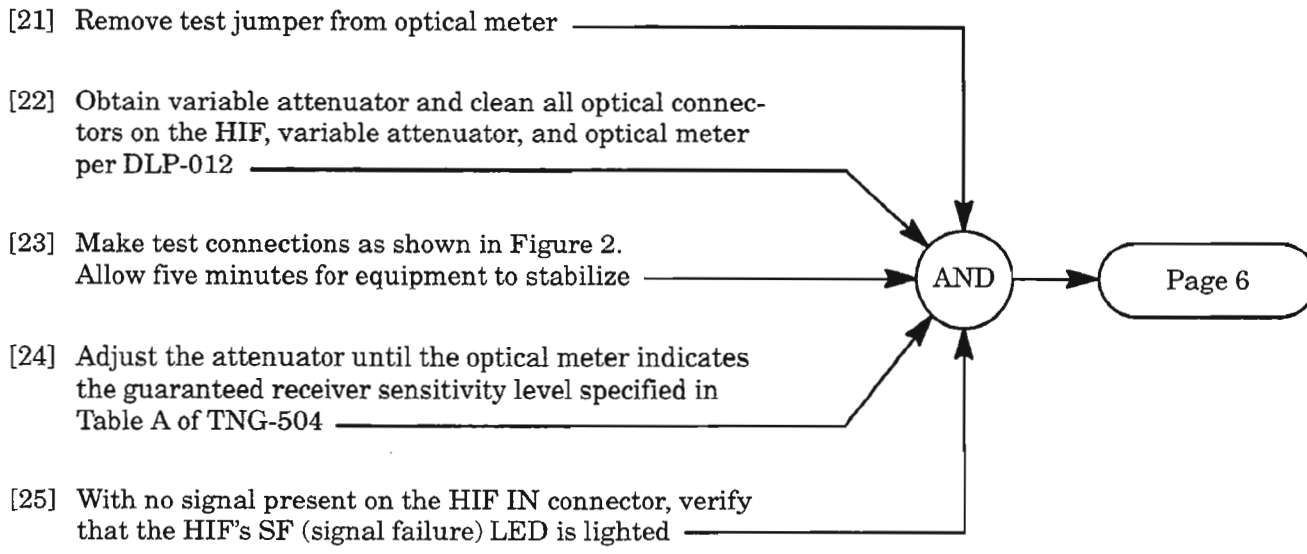 [21] Remove test jumper from optical meter
[22] Obtain variable attenuator and clean all optical connec-
tors on the HIF, variable attenuator, and optical meter
per DLP-012
[23] Make test connections as shown in Figure 2.
Allow five minutes for equipment to stabilize
AND
Page 6
[24] Adjust the attenuator until the optical meter indicates
the guaranteed receiver sensitivity level specified in
Table A of TNG-504
[25] With no signal present on the HIF IN connector, verify
that the HIF's SF (signal failure) LED is lighted